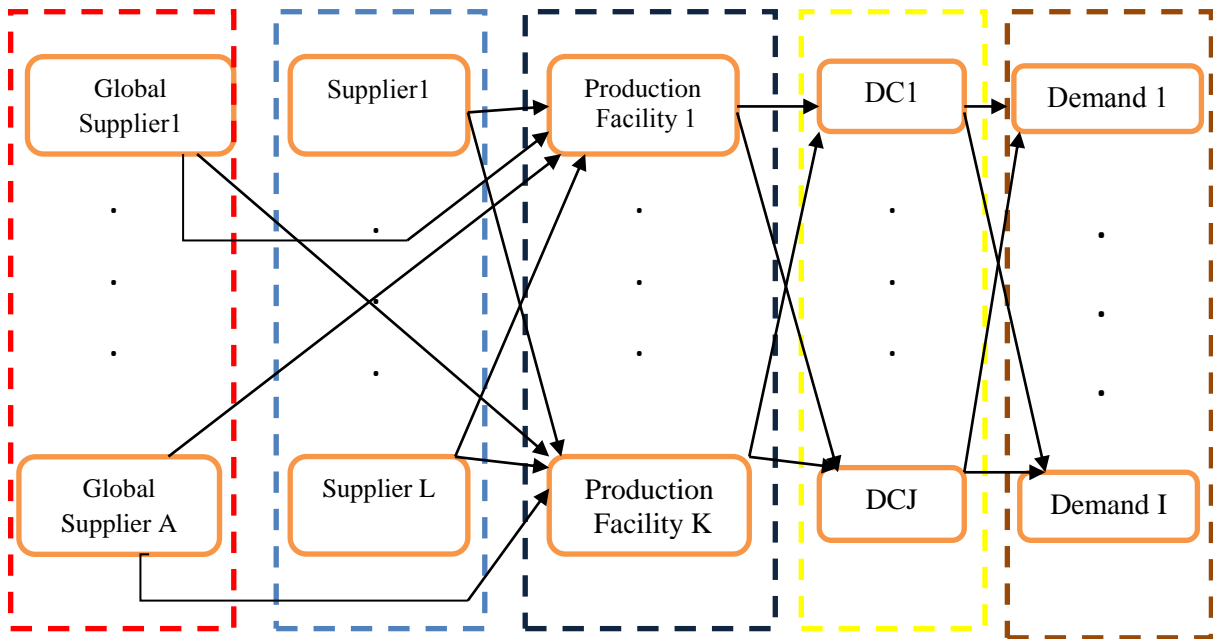 Global
Supplier1
Supplier1
Production
Facility 1
DC1
Demand 1
Global
Supplier A
Supplier L
Production
Facility K
DCJ
Demand I